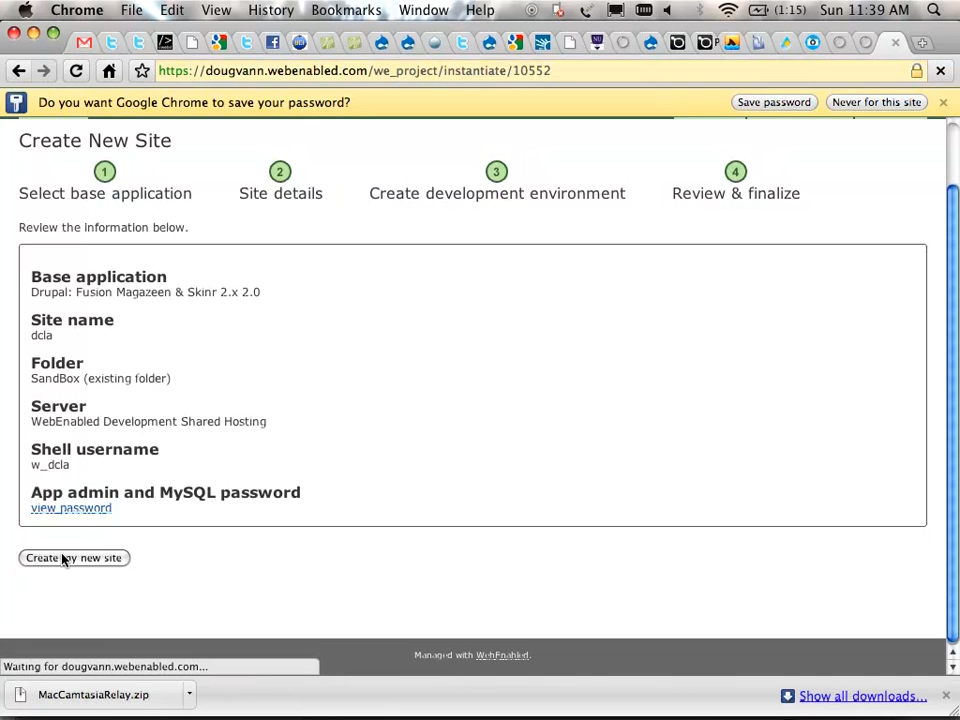 Chrome File Edit View History Bookmarks Window Help (1:15) Sun 11:39 AM
https://dougvann.webenabled.com/we_project/instantiate/10552
Do you want Google Chrome to save your password? Save password Never for this site
Create New Site
1 2 3 4
Select base application Site details Create development environment Review & finalize
Review the information below.
Base application
Drupal: Fusion Magazeen & Skinr 2.x 2.0
Site name
dcla
Folder
SandBox (existing folder)
Server
WebEnabled Development Shared Hosting
Shell username
w_dcla
App admin and MySQL password
view password
Create my new site
Managed with WebEnabled.
Waiting for dougvann.webenabled.com...
MacCamtasiaRelay.zip Show all downloads...